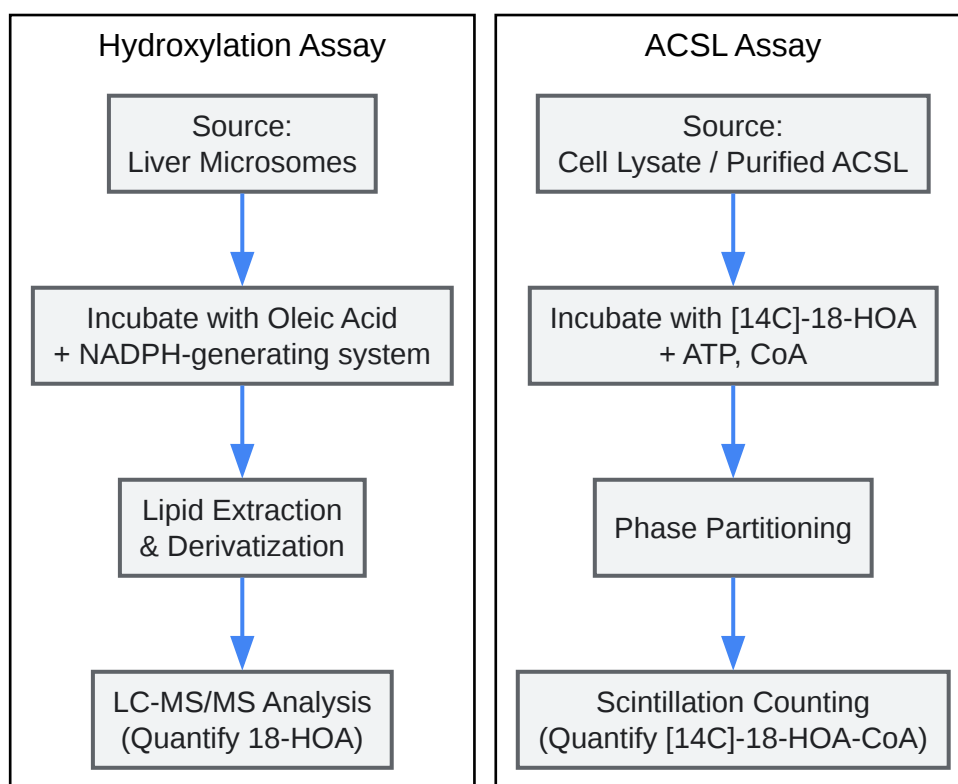 Hydroxylation Assay
Source:
Liver Microsomes
Incubate with Oleic Acid
+ NADPH-generating system
Lipid Extraction
& Derivatization
LC-MS/MS Analysis
(Quantify 18-HOA)
ACSL Assay
Source:
Cell Lysate / Purified ACSL
Incubate with [14C]-18-HOA
+ ATP, CoA
Phase Partitioning
Scintillation Counting
(Quantify [14C]-18-HOA-CoA)